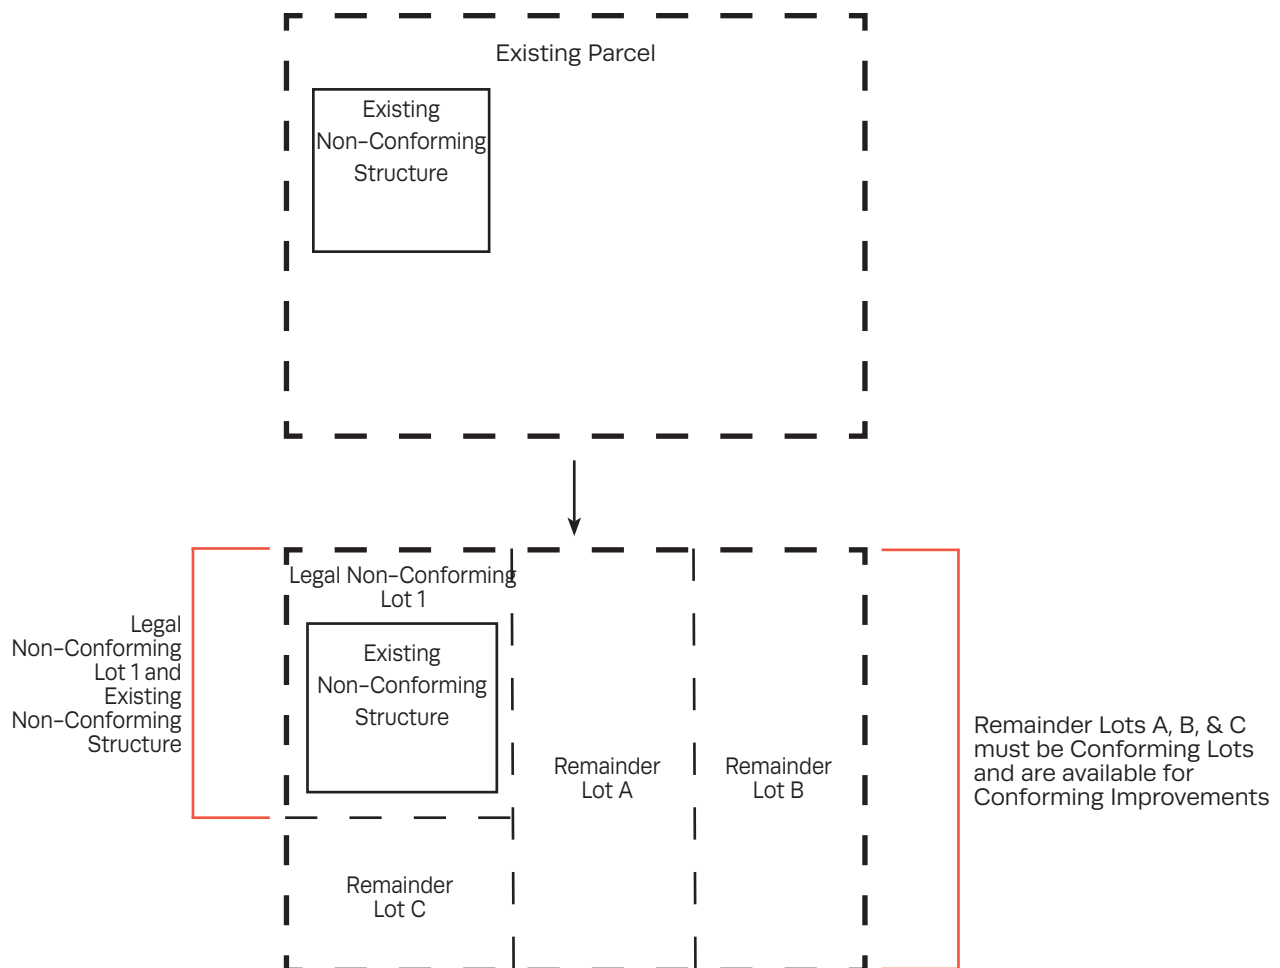 Existing Parcel
Existing
Non-Conforming
Structure
Legal Non-Conforming
Lot 1
Existing
Non-Conforming
Structure
Legal
Non-Conforming
Lot 1 and
Existing
Non-Conforming
Structure
Remainder
Lot A
Remainder
Lot B
Remainder
Lot C
Remainder Lots A, B, & C
must be Conforming Lots
and are available for
Conforming Improvements